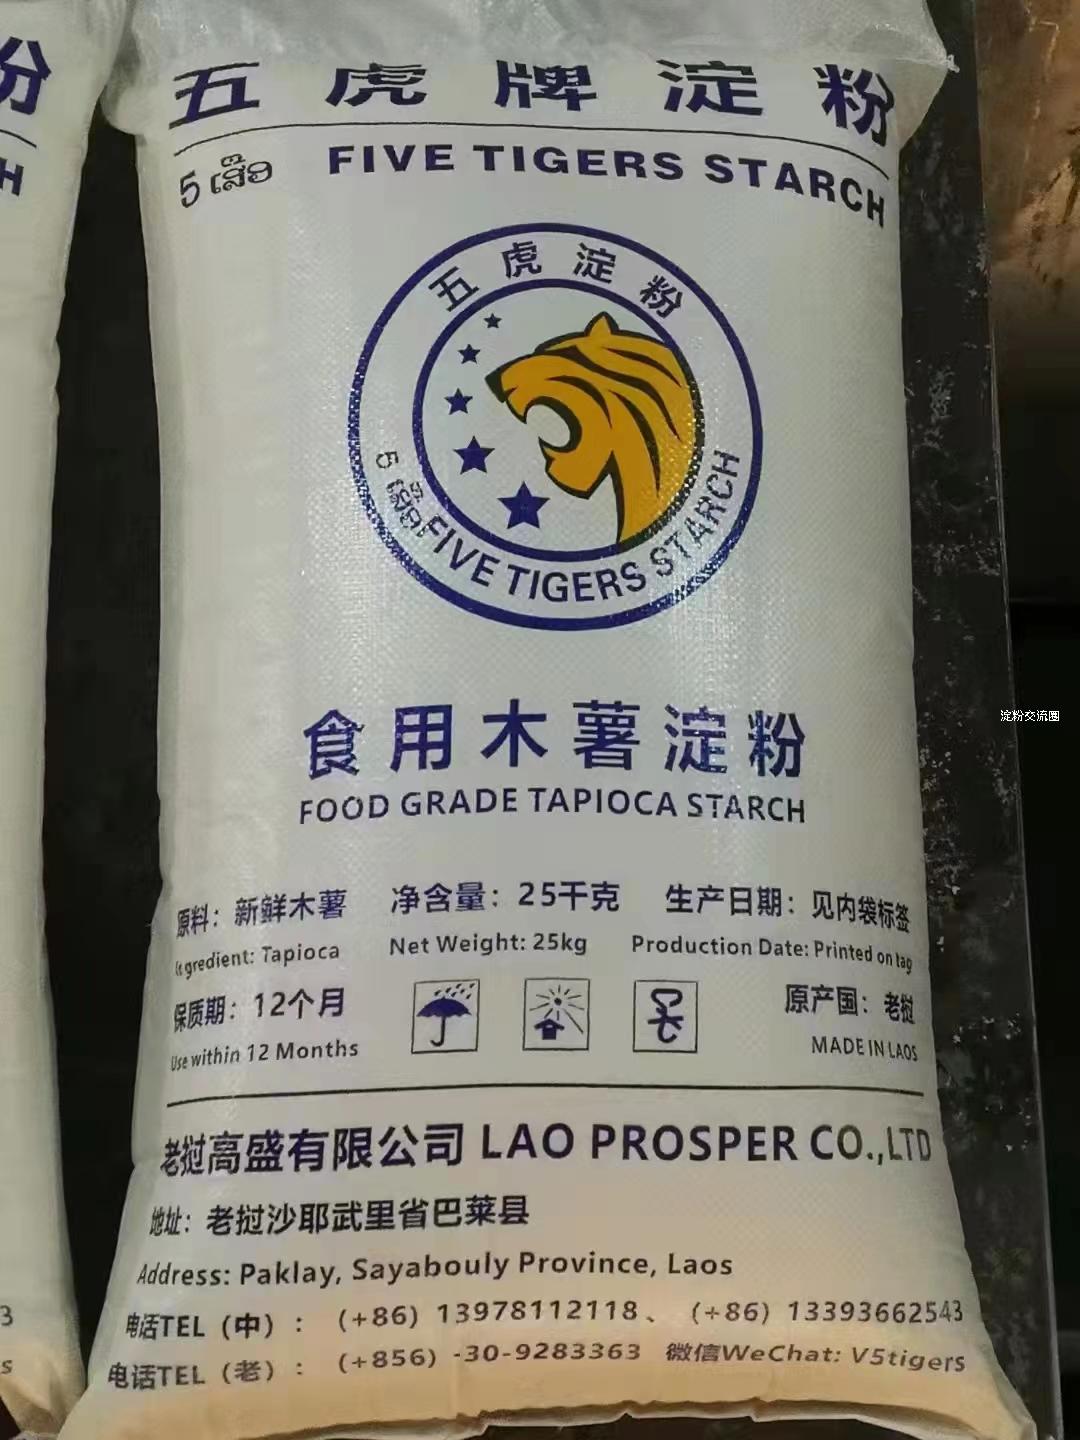 五虎牌淀粉
5 ເສືອ FIVE TIGERS STARCH
五虎淀粉
5 ເສືອ FIVE TIGERS STARCH
食用木薯淀粉
FOOD GRADE TAPIOCA STARCH
原料：新鲜木薯 净含量：25千克 生产日期：见内袋标签
gredient: Tapioca Net Weight: 25kg Production Date: Printed on tag
保质期：12个月 原产国：老挝
Use within 12 Months MADE IN LAOS
老挝高盛有限公司 LAO PROSPER CO.,LTD
地址：老挝沙耶武里省巴莱县
Address: Paklay, Sayabouly Province, Laos
电话TEL（中）：（+86）13978112118、（+86）13393662543
电话TEL（老）：（+856）-30-9283363 微信WeChat: V5tigers
淀粉交流圈
粉
H
3
s